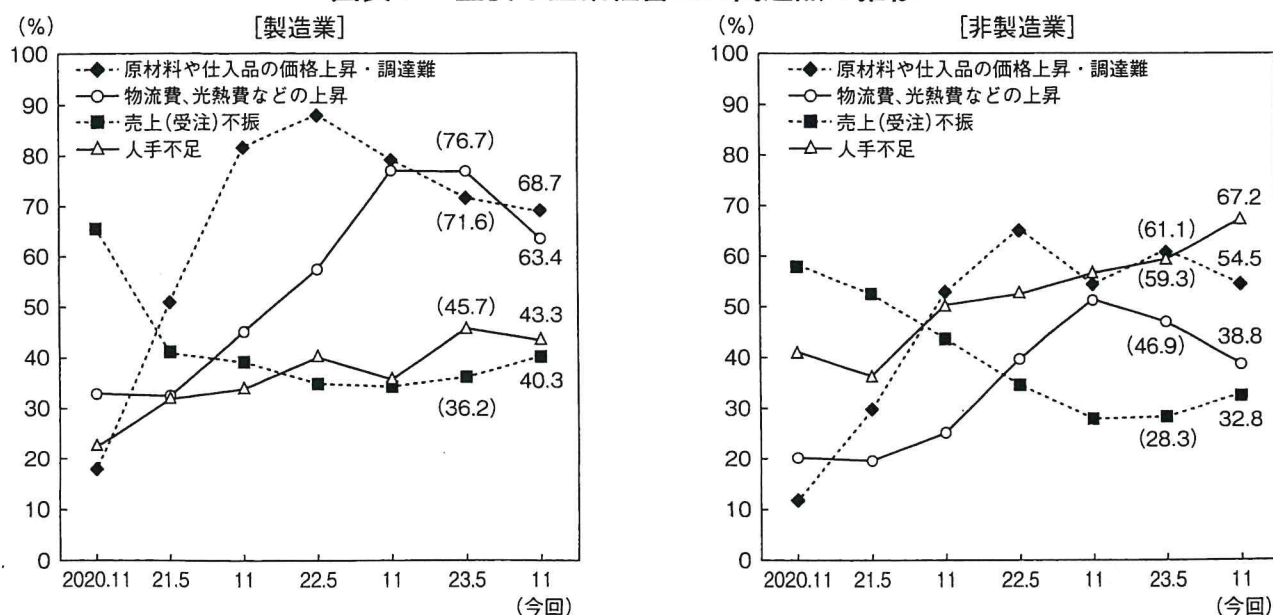 (%)
[製造業]
100
90
80
70
60
50
40
30
20
10
0
◆原材料や仕入品の価格上昇・調達難
○物流費、光熱費などの上昇
■売上(受注)不振
△人手不足
(76.7)
68.7
(71.6)
63.4
(45.7)
43.3
40.3
(36.2)
2020.11 21.5 11 22.5 11 23.5 11
(今回)
(%)
[非製造業]
100
90
80
70
60
50
40
30
20
10
0
◆原材料や仕入品の価格上昇・調達難
○物流費、光熱費などの上昇
■売上(受注)不振
△人手不足
67.2
(61.1)
54.5
(59.3)
38.8
(46.9)
32.8
(28.3)
2020.11 21.5 11 22.5 11 23.5 11
(今回)